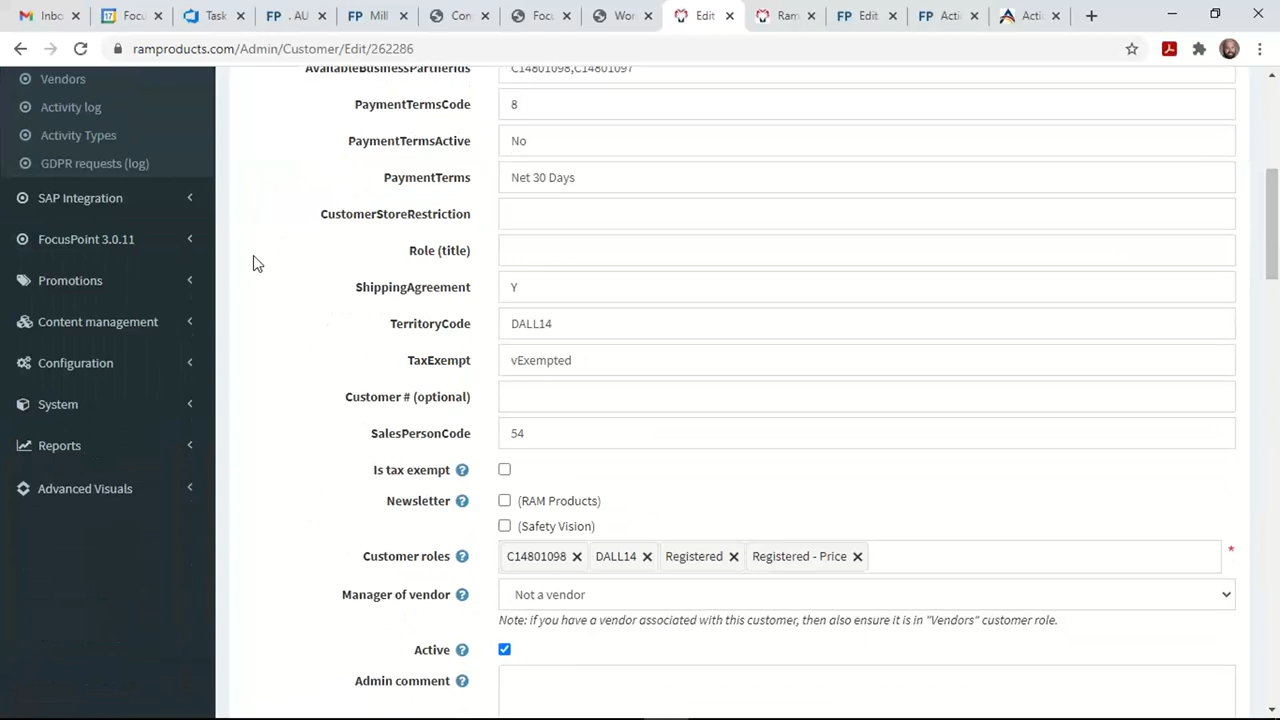 Inbo
Focu
Task
FP . AU
FP Mill
Con
Focu
Wor
Edit
Ram
FP Edit
FP Acti
Actio
ramproducts.com/Admin/Customer/Edit/262286
Vendors
Activity log
Activity Types
GDPR requests (log)
SAP Integration
FocusPoint 3.0.11
Promotions
Content management
Configuration
System
Reports
Advanced Visuals
AvailableBusinessPartnerIds C14801098,C14801097
PaymentTermsCode 8
PaymentTermsActive No
PaymentTerms Net 30 Days
CustomerStoreRestriction
Role (title)
ShippingAgreement Y
TerritoryCode DALL14
TaxExempt vExempted
Customer # (optional)
SalesPersonCode 54
Is tax exempt ?
Newsletter ? (RAM Products)
(Safety Vision)
Customer roles ? C14801098 × DALL14 × Registered × Registered - Price × *
Manager of vendor ? Not a vendor
Note: if you have a vendor associated with this customer, then also ensure it is in "Vendors" customer role.
Active ?
Admin comment ?